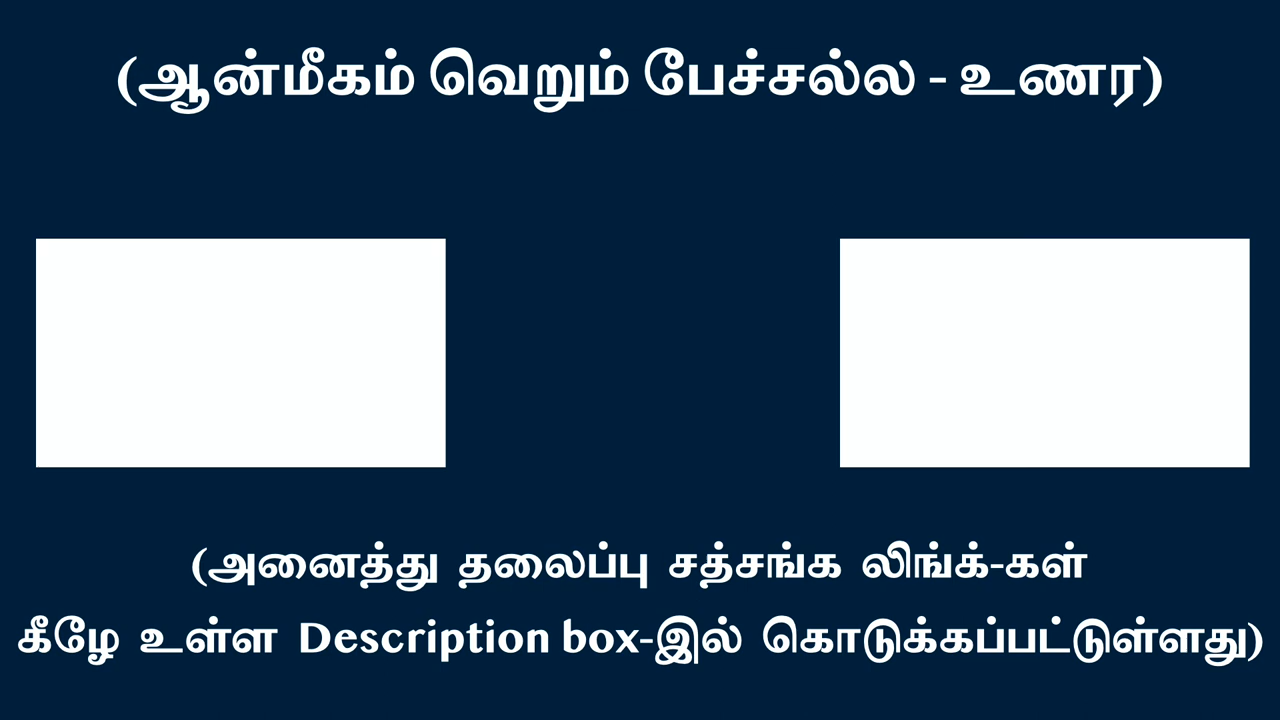 (ஆன்மீகம் வெறும் பேச்சல்ல - உணர)
(அனைத்து தலைப்பு சத்சங்க லிங்க்-கள்
கீழே உள்ள Description box-இல் கொடுக்கப்பட்டுள்ளது)